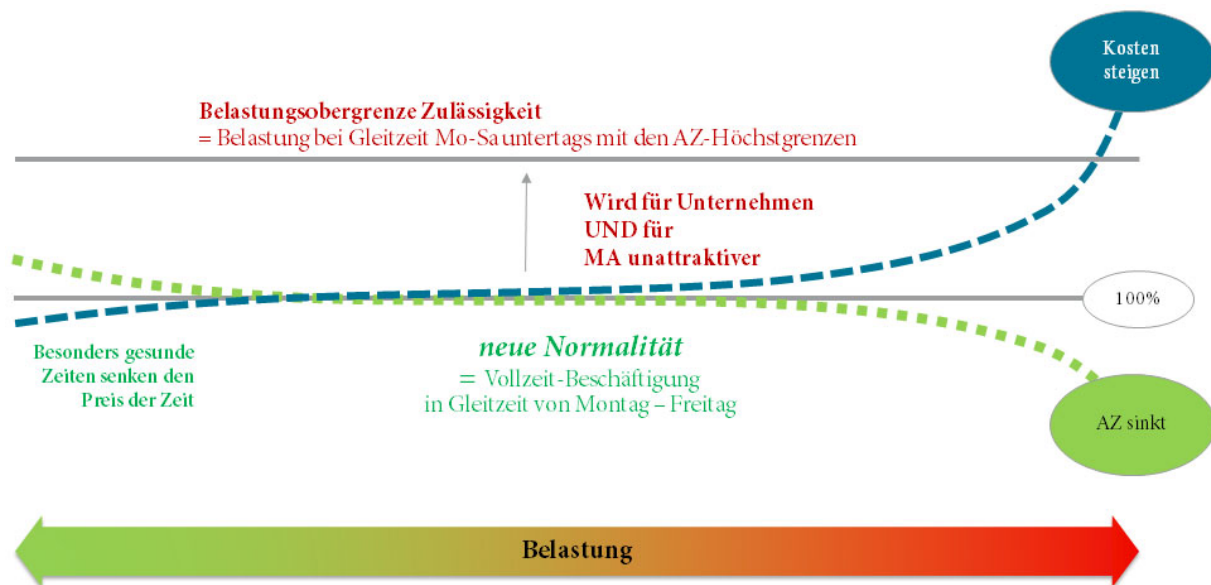 Kosten
steigen
Belastungsobergrenze Zulässigkeit
= Belastung bei Gleitzeit Mo-Sa untertags mit den AZ-Höchstgrenzen
Wird für Unternehmen
UND für
MA unattraktiver
100%
Besonders gesunde
Zeiten senken den
Preis der Zeit
neue Normalität
= Vollzeit-Beschäftigung
in Gleitzeit von Montag – Freitag
AZ sinkt
Belastung